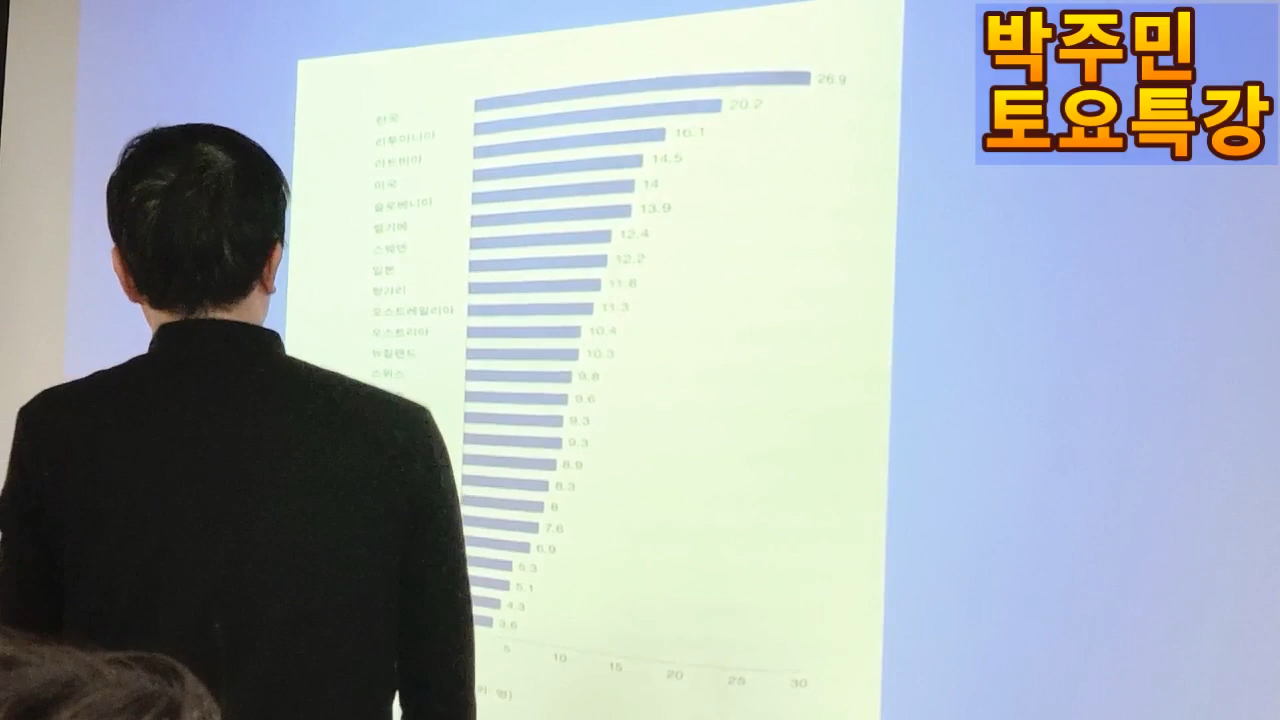 박주민
토요특강
26.9
한국
20.2
리투아니아
16.1
라트비아
14.5
미국
14
슬로베니아
13.9
벨기에
12.4
스웨덴
12.2
일본
11.8
헝가리
11.3
오스트레일리아
10.4
오스트리아
10.3
뉴질랜드
9.8
스위스
9.6
9.3
9.3
8.9
8.3
8
7.6
6.9
5.3
5.1
4.3
3.6
5 10 15 20 25 30
명)